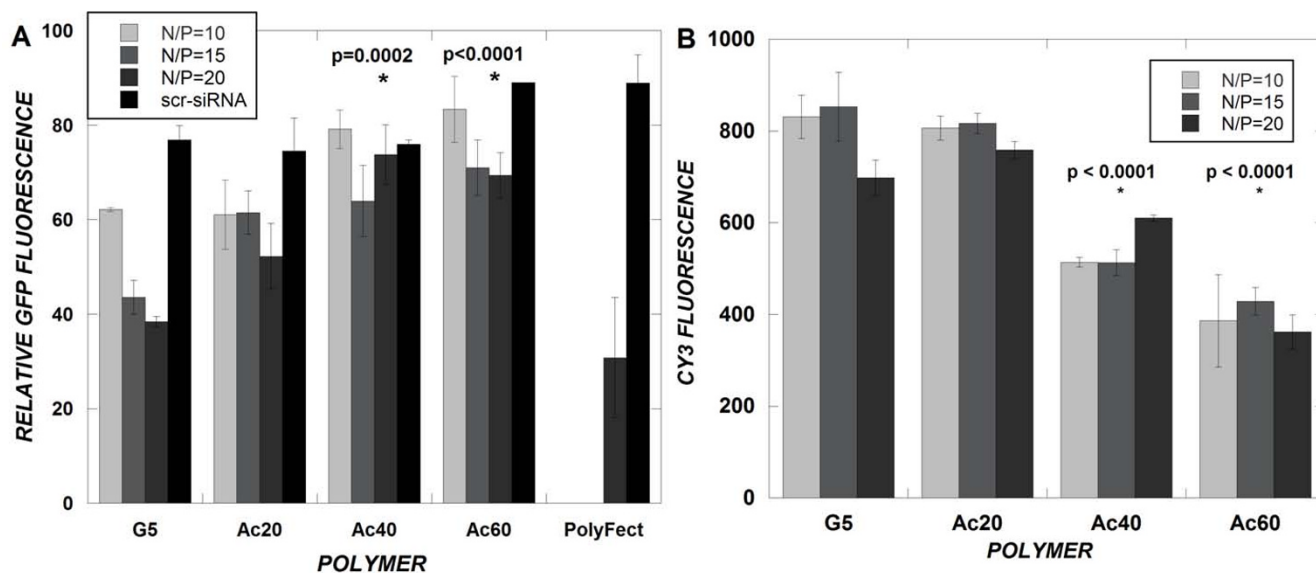 A
N/P=10
N/P=15
N/P=20
scr-siRNA
p=0.0002
*
p<0.0001
*
100
80
60
40
20
0
RELATIVE GFP FLUORESCENCE
G5 Ac20 Ac40 Ac60 PolyFect
POLYMER
B
N/P=10
N/P=15
N/P=20
p < 0.0001
*
p < 0.0001
*
1000
800
600
400
200
0
CY3 FLUORESCENCE
G5 Ac20 Ac40 Ac60
POLYMER